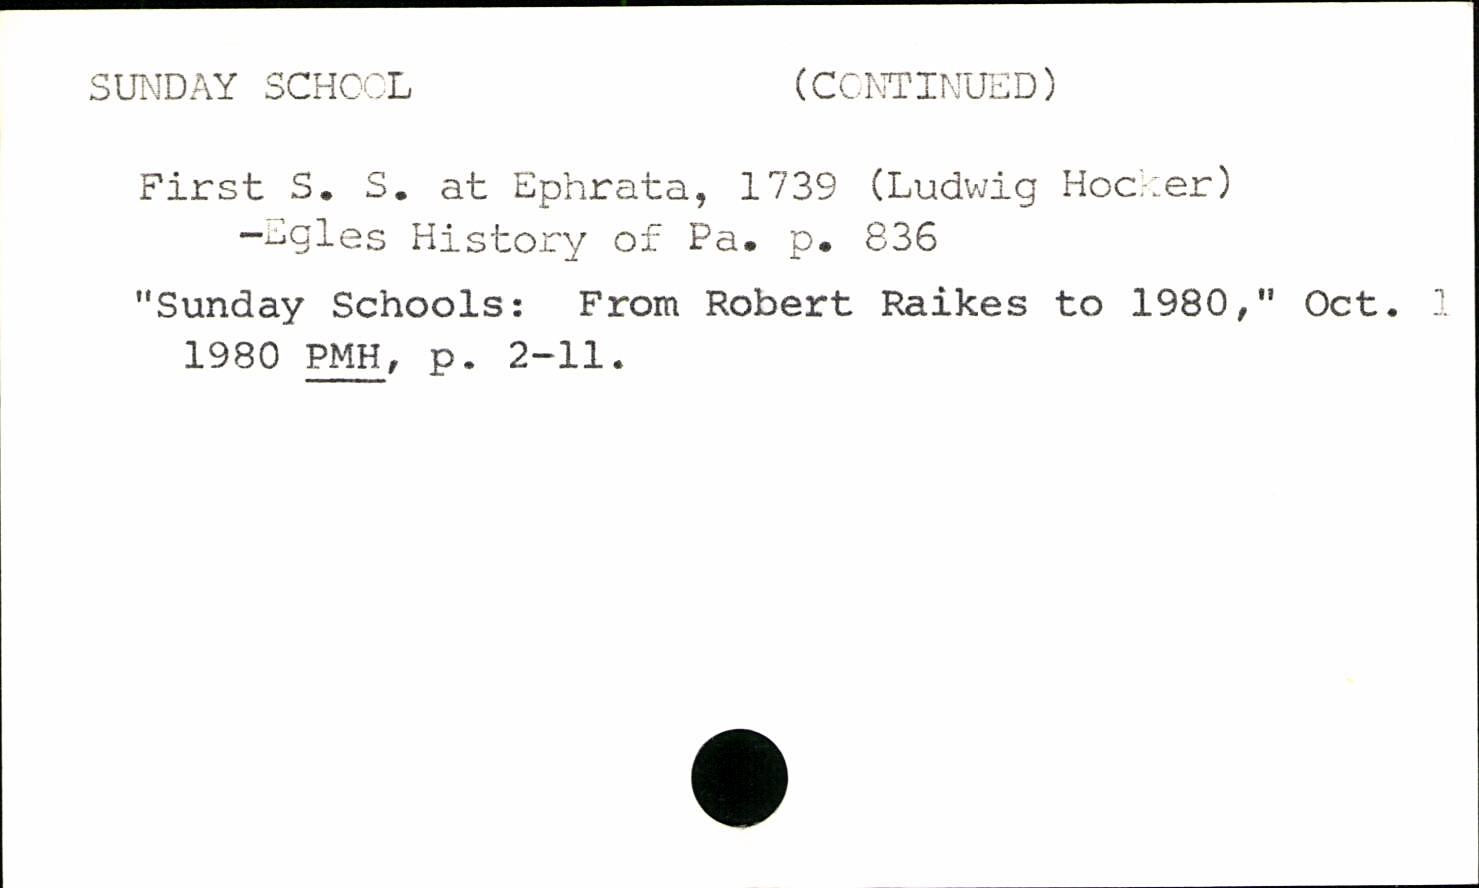 SUNDAY SCHOOL (CONTINUED)
First S. S. at Ephrata, 1739 (Ludwig Hocker)
-Egles History of Pa. p. 836
"Sunday Schools: From Robert Raikes to 1980," Oct. 1
1980 PMH, p. 2-11.